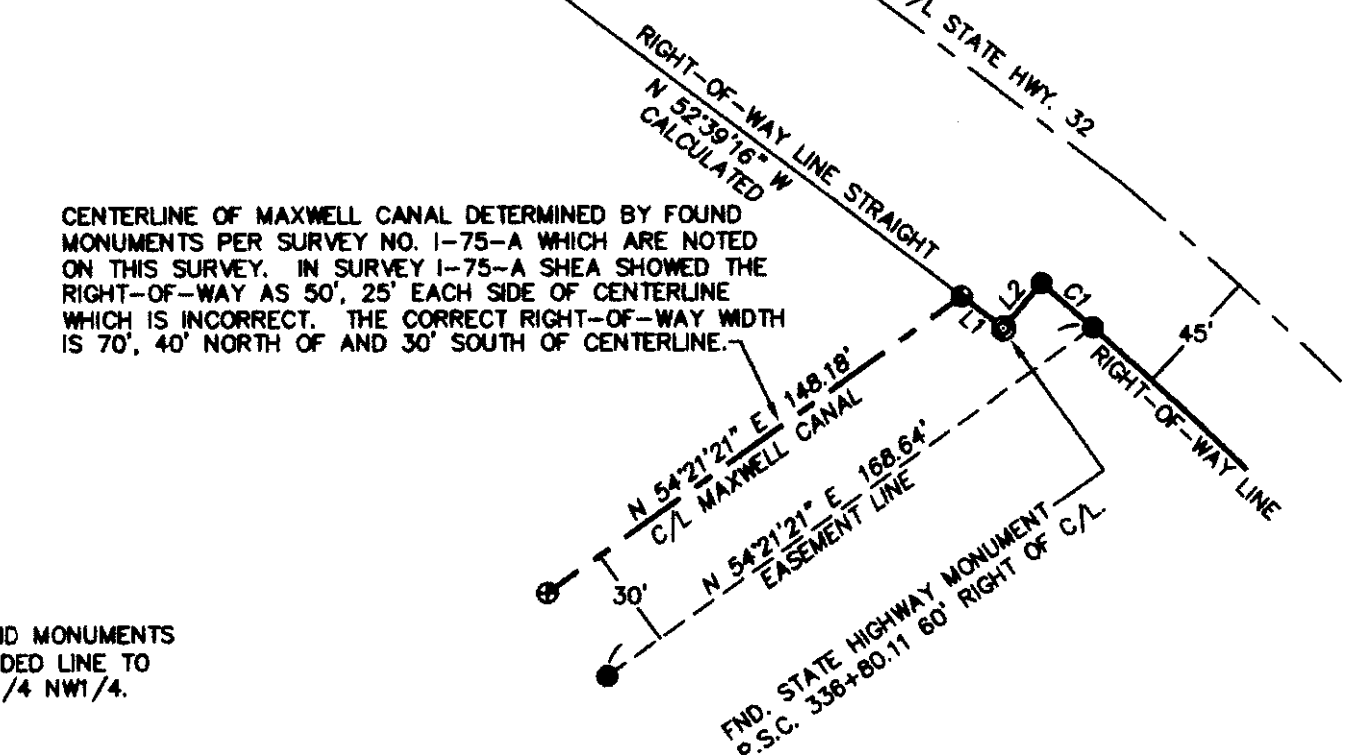 /L STATE HWY. 32
RIGHT-OF-WAY LINE STRAIGHT
N 52°39'16" W
CALCULATED
CENTERLINE OF MAXWELL CANAL DETERMINED BY FOUND
MONUMENTS PER SURVEY NO. I-75-A WHICH ARE NOTED
ON THIS SURVEY. IN SURVEY I-75-A SHEA SHOWED THE
RIGHT-OF-WAY AS 50', 25' EACH SIDE OF CENTERLINE
WHICH IS INCORRECT. THE CORRECT RIGHT-OF-WAY WIDTH
IS 70', 40' NORTH OF AND 30' SOUTH OF CENTERLINE.
L1
L2
C1
45'
RIGHT-OF-WAY LINE
N 54°21'21" E 148.18'
C/L MAXWELL CANAL
N 54°21'21" E 168.64'
EASEMENT LINE
30'
FND. STATE HIGHWAY MONUMENT
P.S.C. 336+80.11 60' RIGHT OF C/L.
ND MONUMENTS
DED LINE TO
/4 NW1/4.